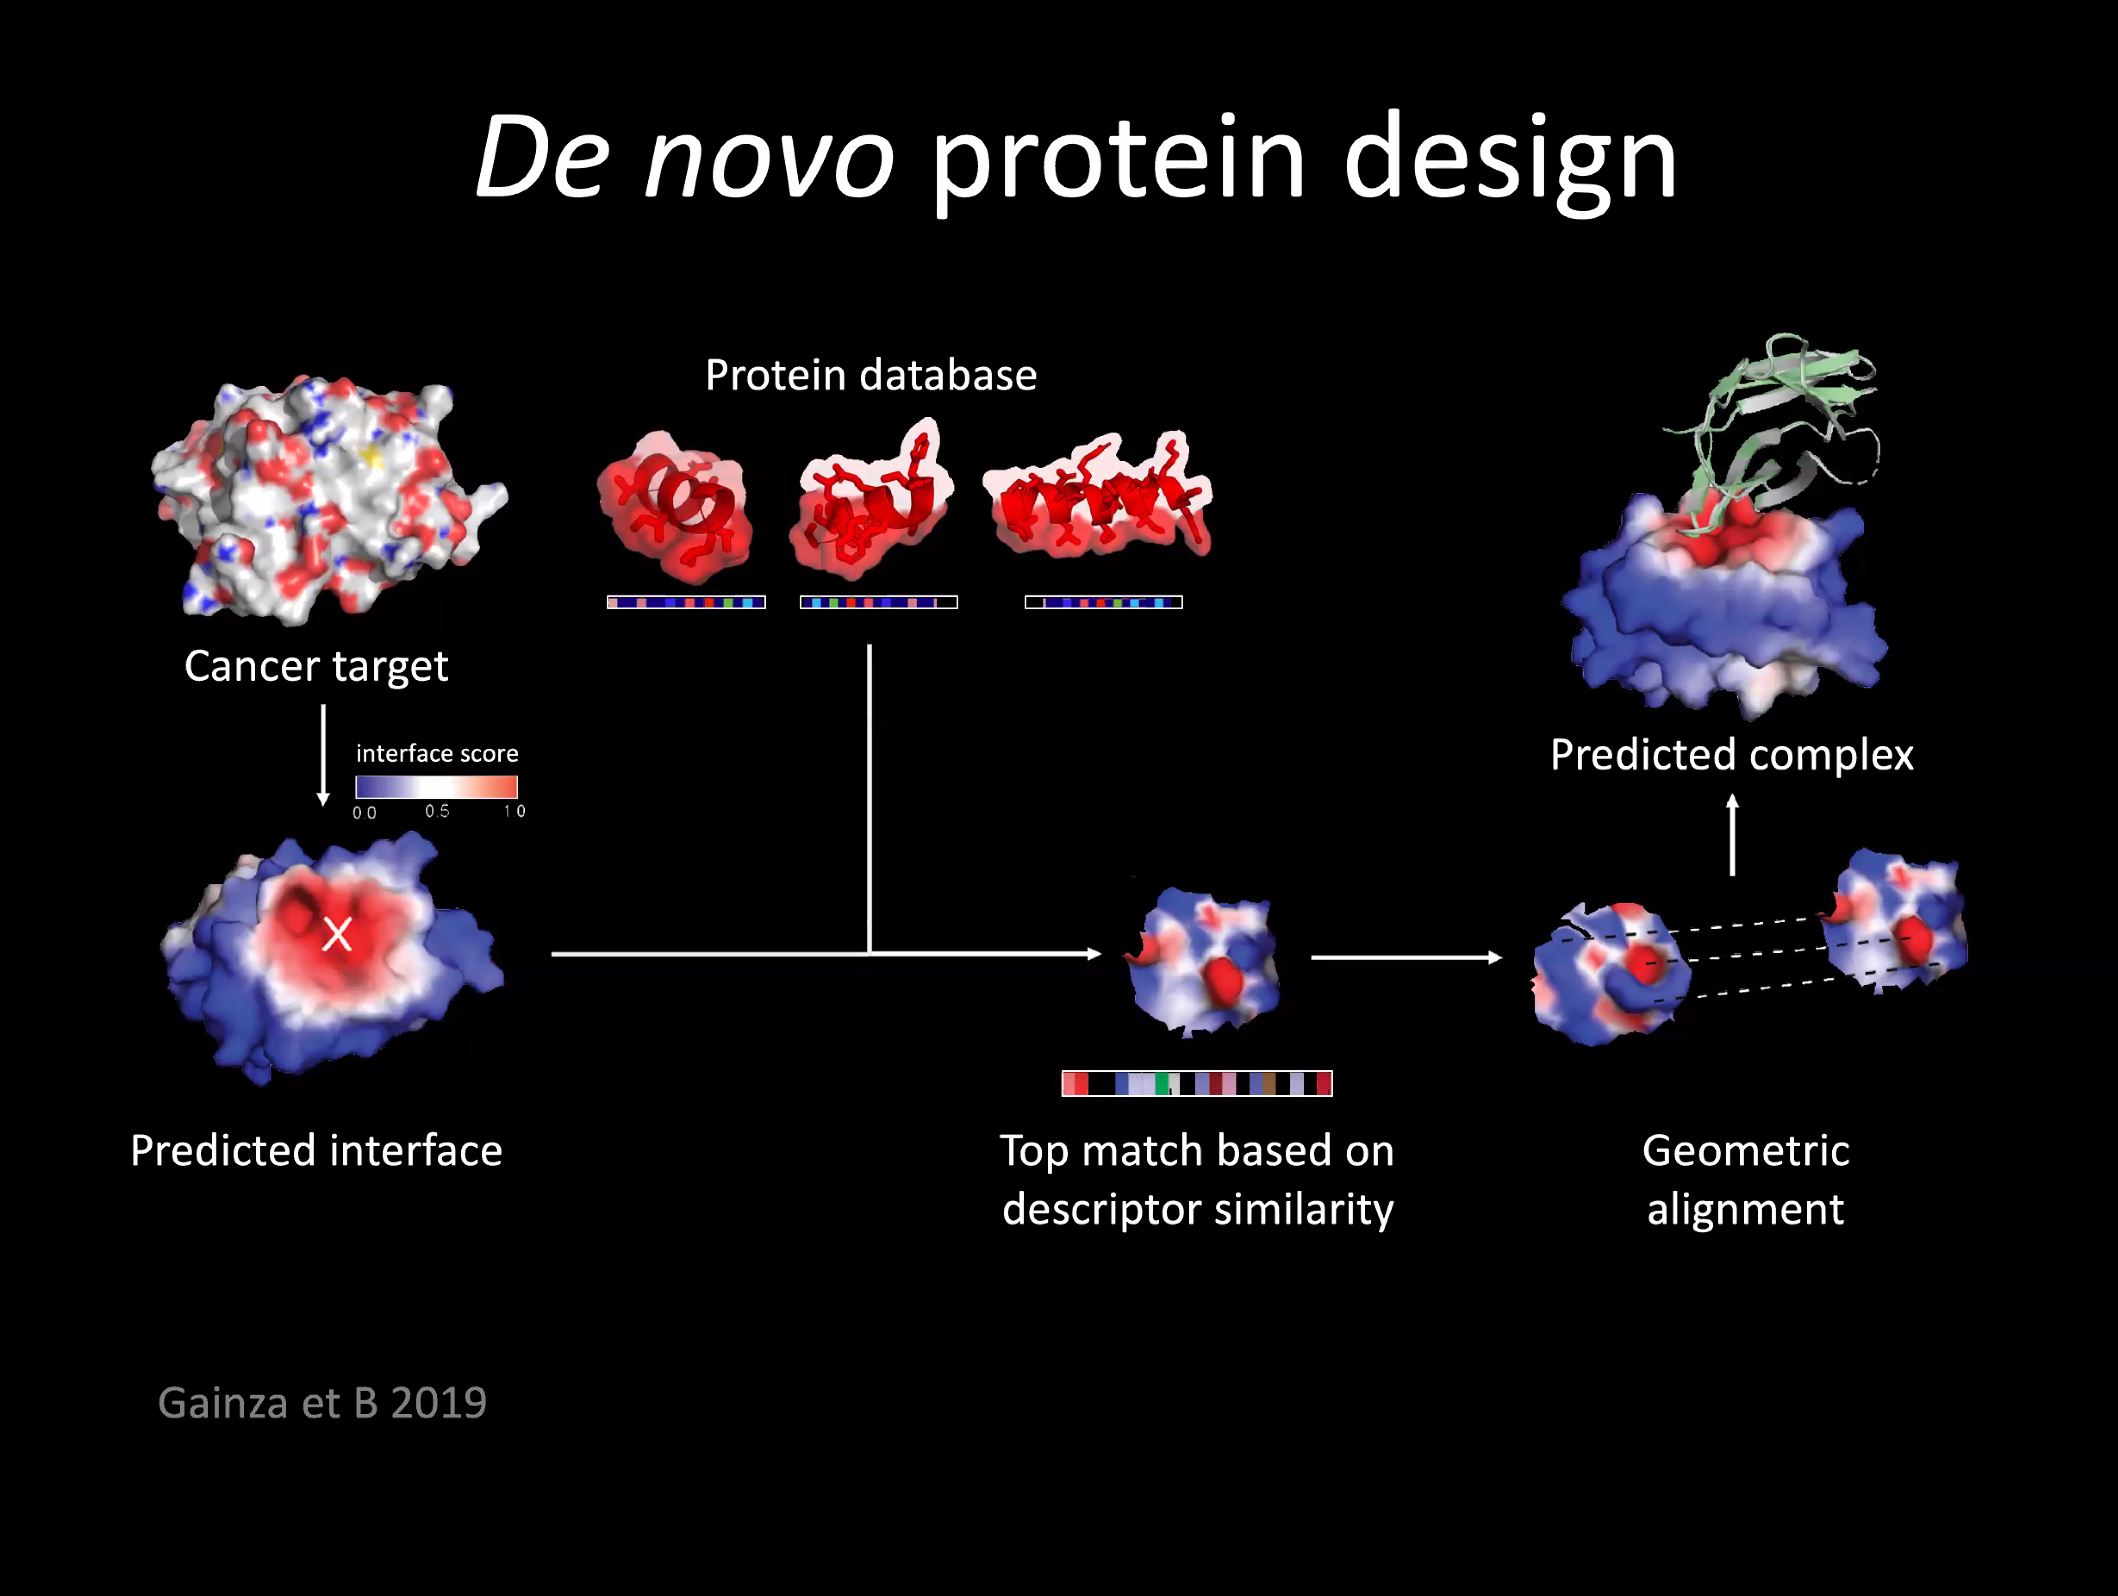 De novo protein design
Protein database
Cancer target
interface score
0.0 0.5 1.0
Predicted complex
Predicted interface
Top match based on
descriptor similarity
Geometric
alignment
Gainza et B 2019
X